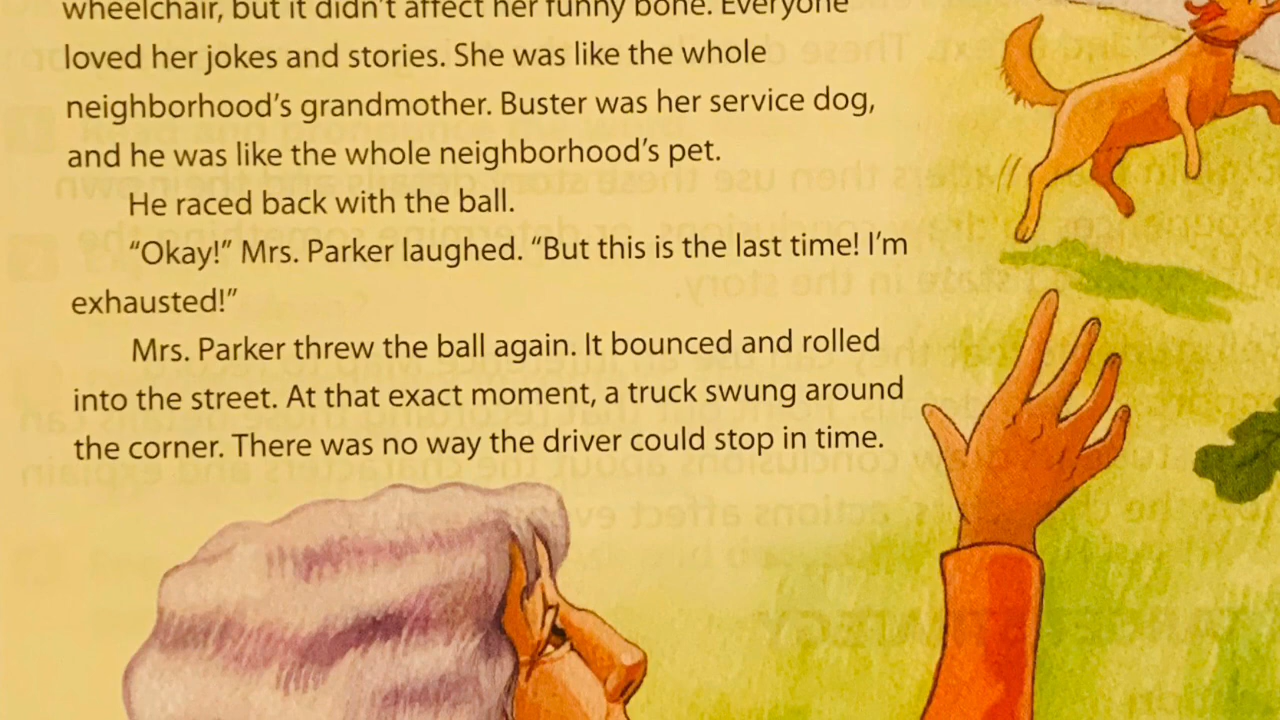 wheelchair, but it didn't affect her funny bone. Everyone
loved her jokes and stories. She was like the whole
neighborhood's grandmother. Buster was her service dog,
and he was like the whole neighborhood's pet.
He raced back with the ball.
“Okay!” Mrs. Parker laughed. “But this is the last time! I'm
exhausted!”
Mrs. Parker threw the ball again. It bounced and rolled
into the street. At that exact moment, a truck swung around
the corner. There was no way the driver could stop in time.